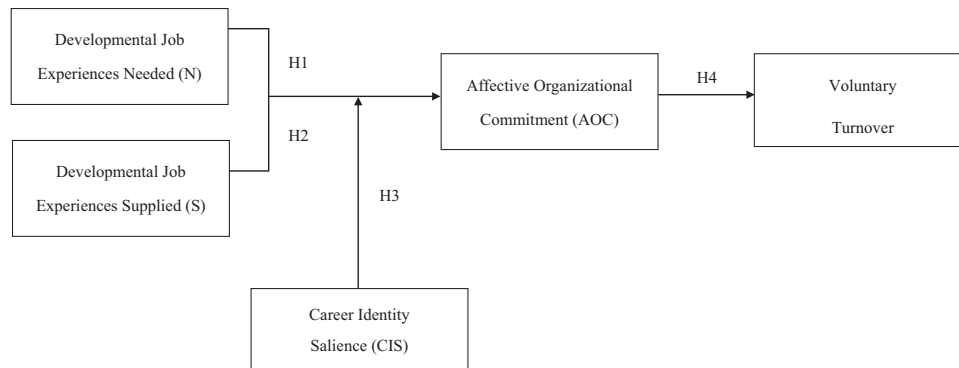 Developmental Job
Experiences Needed (N)
H1
H2
Developmental Job
Experiences Supplied (S)
Affective Organizational
Commitment (AOC)
H4
Voluntary
Turnover
H3
Career Identity
Salience (CIS)